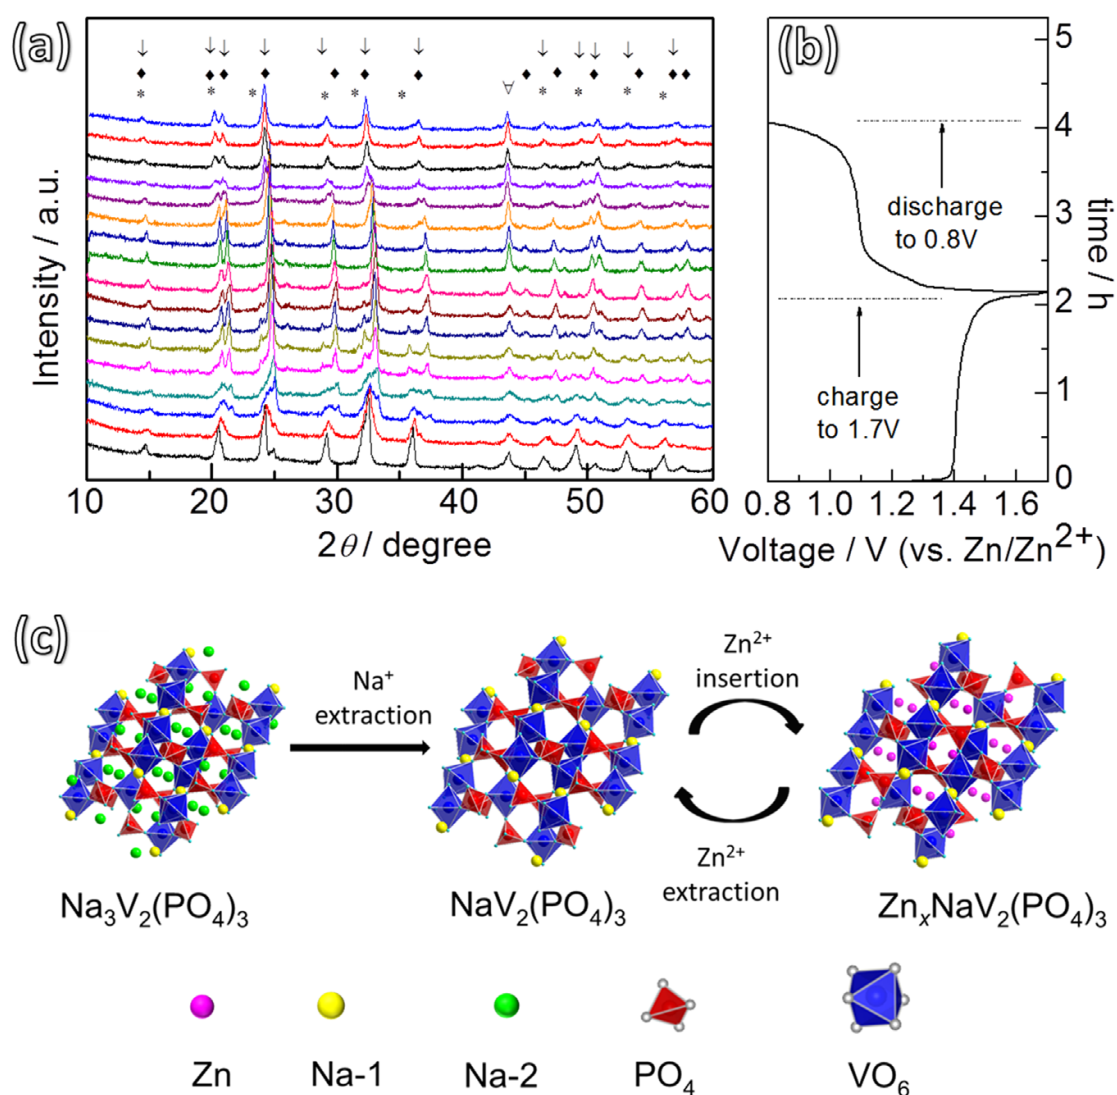 (a)
Intensity / a.u.
10 20 30 40 50 60
2θ / degree
(b)
5
4
3
2
1
0
time / h
discharge
to 0.8V
charge
to 1.7V
0.8 1.0 1.2 1.4 1.6
Voltage / V (vs. Zn/Zn²⁺)
(c)
Na⁺
extraction
Zn²⁺
insertion
Zn²⁺
extraction
Na₃V₂(PO₄)₃
NaV₂(PO₄)₃
ZnₓNaV₂(PO₄)₃
Zn
Na-1
Na-2
PO₄
VO₆